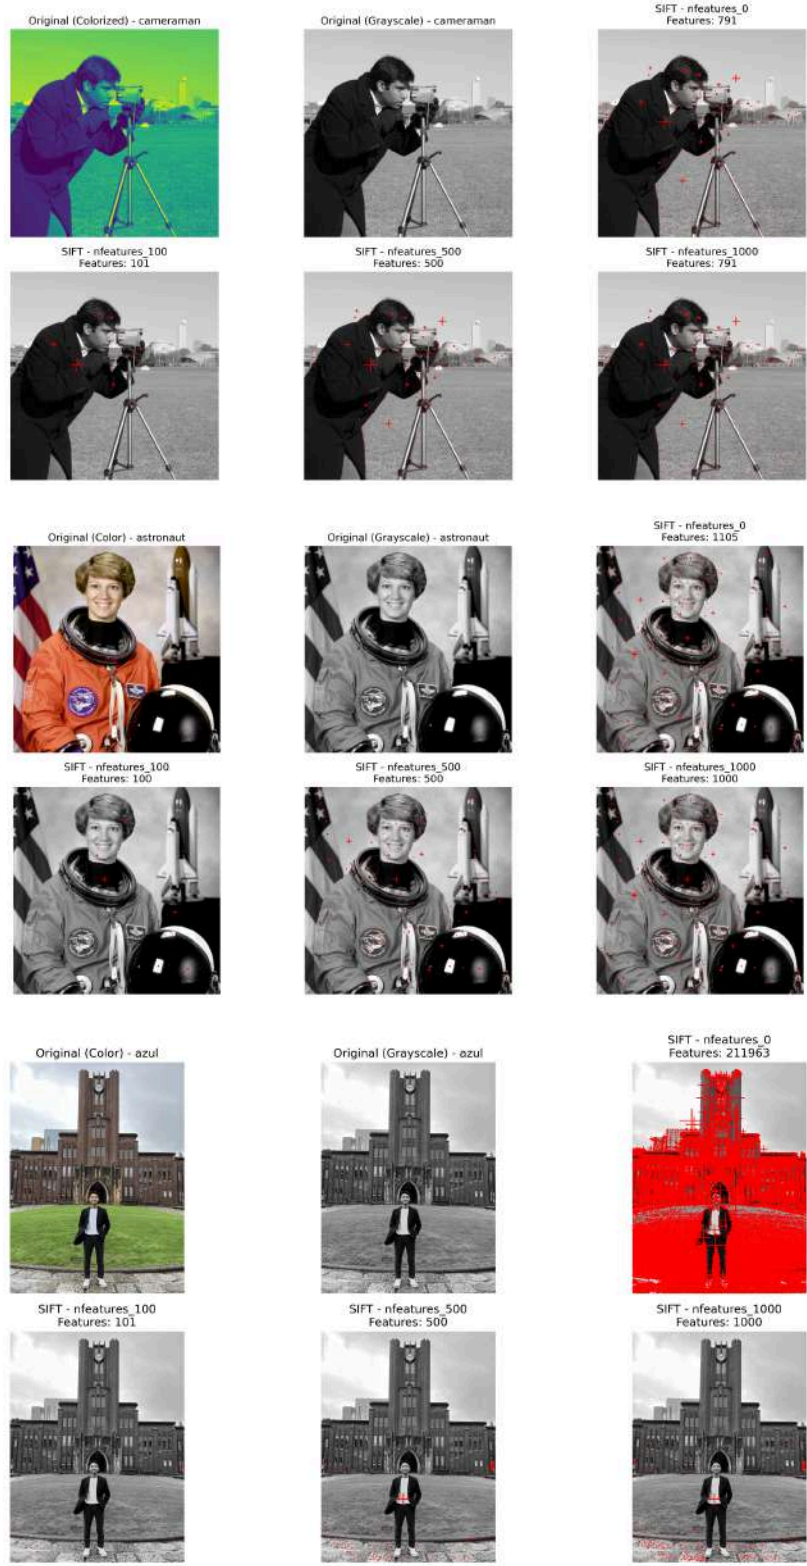 Original (Colorized) - cameraman
Original (Grayscale) - cameraman
SIFT - nfeatures_0
Features: 791
SIFT - nfeatures_100
Features: 101
SIFT - nfeatures_500
Features: 500
SIFT - nfeatures_1000
Features: 791
Original (Color) - astronaut
Original (Grayscale) - astronaut
SIFT - nfeatures_0
Features: 1105
SIFT - nfeatures_100
Features: 100
SIFT - nfeatures_500
Features: 500
SIFT - nfeatures_1000
Features: 1000
Original (Color) - azul
Original (Grayscale) - azul
SIFT - nfeatures_0
Features: 211963
SIFT - nfeatures_100
Features: 101
SIFT - nfeatures_500
Features: 500
SIFT - nfeatures_1000
Features: 1000